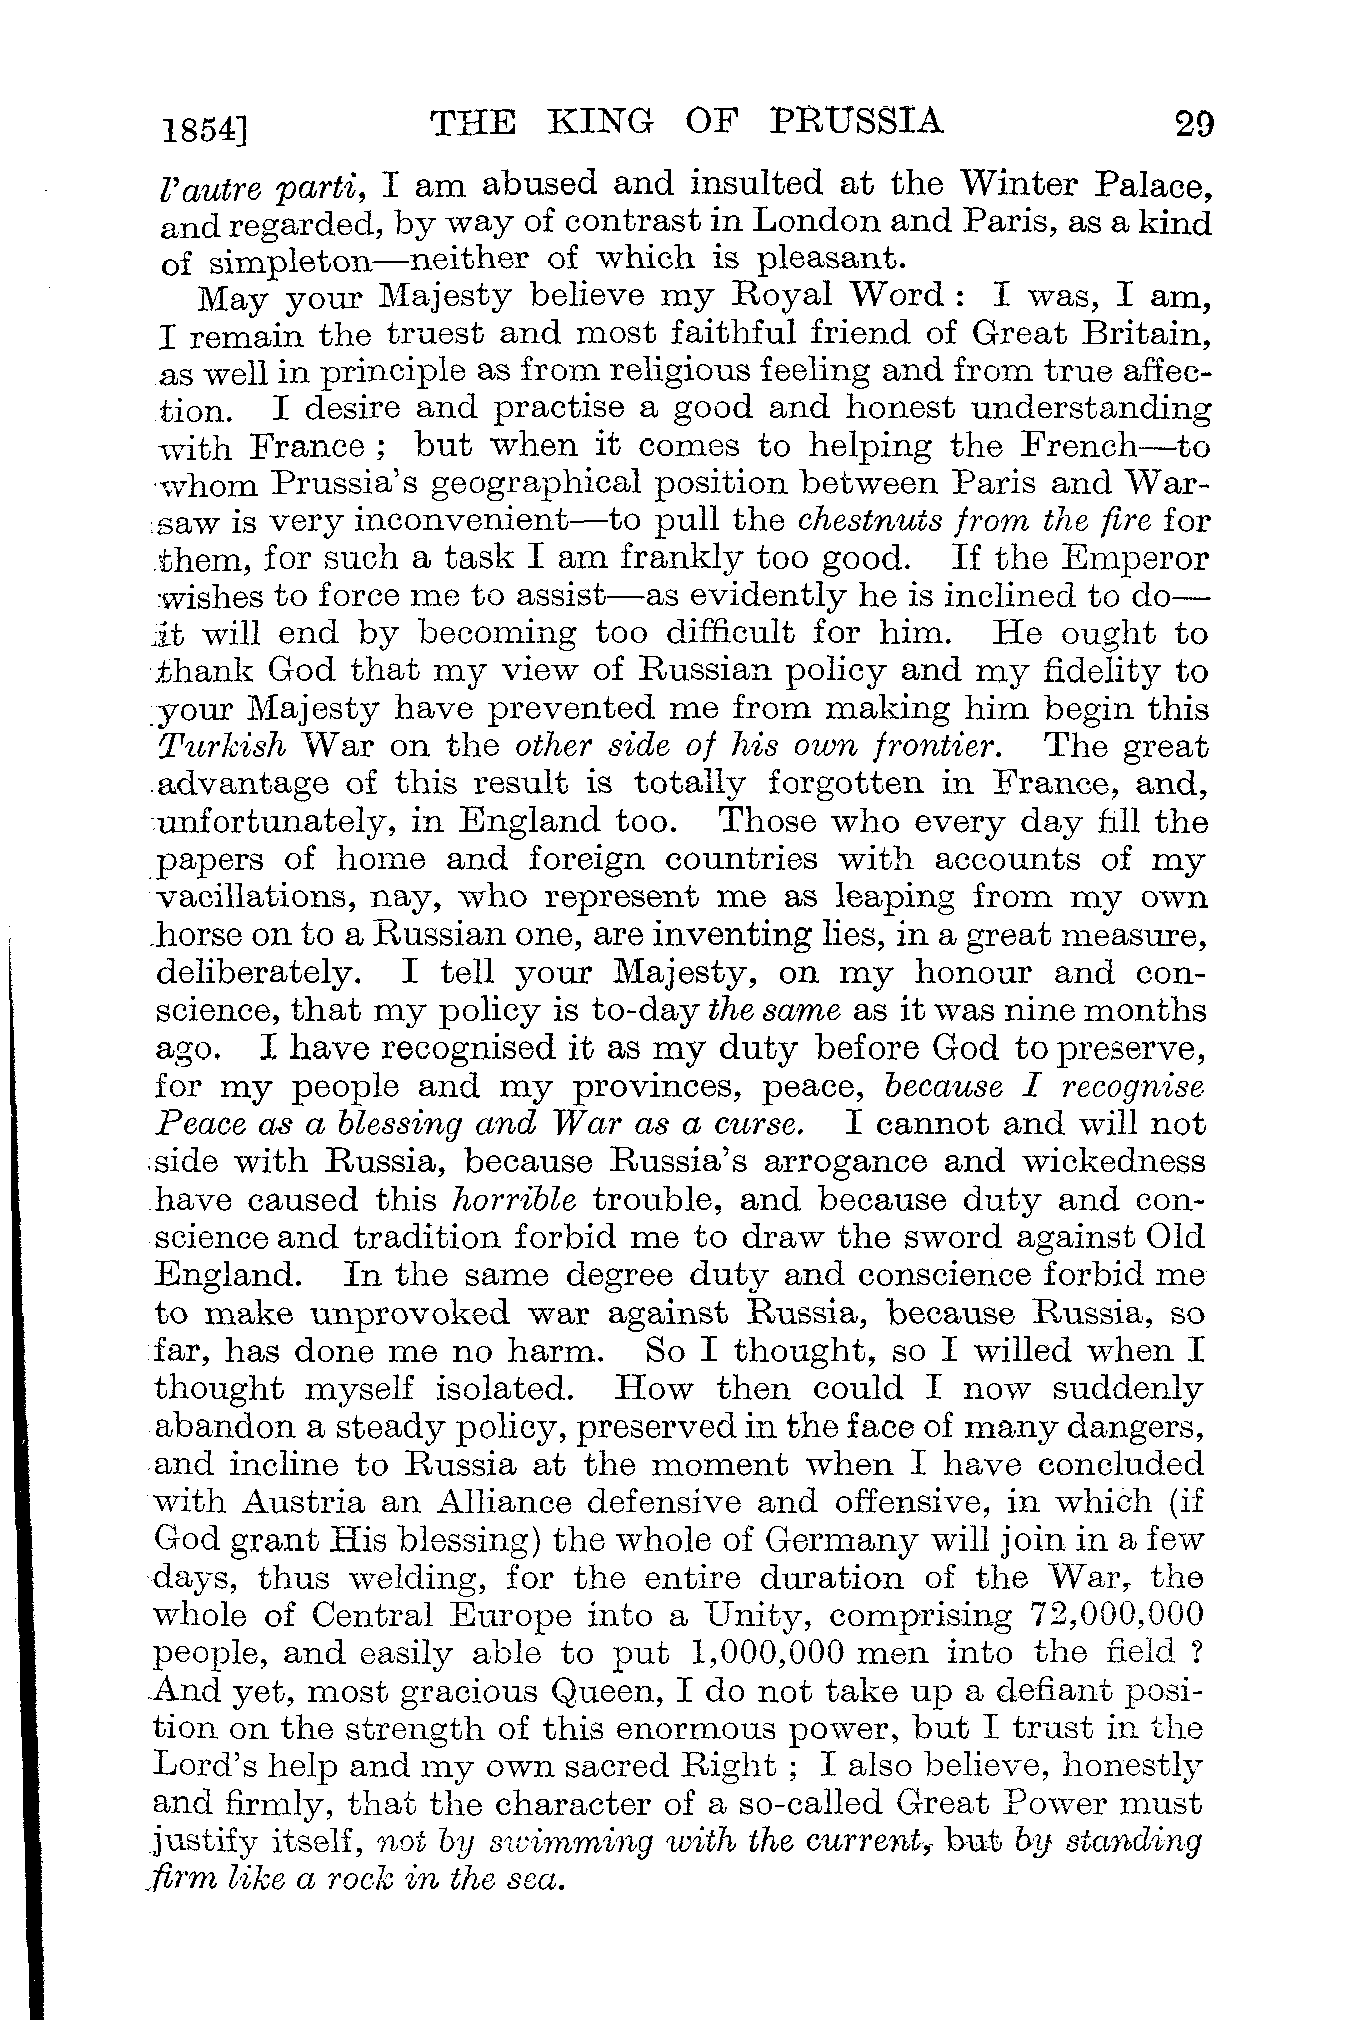 1854] THE KING OF PRUSSIA 29
l'autre parti, I am abused and insulted at the Winter Palace,
and regarded, by way of contrast in London and Paris, as a kind
of simpleton—neither of which is pleasant.
May your Majesty believe my Royal Word : I was, I am,
I remain the truest and most faithful friend of Great Britain,
as well in principle as from religious feeling and from true affec-
tion. I desire and practise a good and honest understanding
with France ; but when it comes to helping the French—to
whom Prussia's geographical position between Paris and War-
saw is very inconvenient—to pull the chestnuts from the fire for
them, for such a task I am frankly too good. If the Emperor
wishes to force me to assist—as evidently he is inclined to do—
it will end by becoming too difficult for him. He ought to
thank God that my view of Russian policy and my fidelity to
your Majesty have prevented me from making him begin this
Turkish War on the other side of his own frontier. The great
advantage of this result is totally forgotten in France, and,
unfortunately, in England too. Those who every day fill the
papers of home and foreign countries with accounts of my
vacillations, nay, who represent me as leaping from my own
horse on to a Russian one, are inventing lies, in a great measure,
deliberately. I tell your Majesty, on my honour and con-
science, that my policy is to-day the same as it was nine months
ago. I have recognised it as my duty before God to preserve,
for my people and my provinces, peace, because I recognise
Peace as a blessing and War as a curse. I cannot and will not
side with Russia, because Russia's arrogance and wickedness
have caused this horrible trouble, and because duty and con-
science and tradition forbid me to draw the sword against Old
England. In the same degree duty and conscience forbid me
to make unprovoked war against Russia, because Russia, so
far, has done me no harm. So I thought, so I willed when I
thought myself isolated. How then could I now suddenly
abandon a steady policy, preserved in the face of many dangers,
and incline to Russia at the moment when I have concluded
with Austria an Alliance defensive and offensive, in which (if
God grant His blessing) the whole of Germany will join in a few
days, thus welding, for the entire duration of the War, the
whole of Central Europe into a Unity, comprising 72,000,000
people, and easily able to put 1,000,000 men into the field ?
And yet, most gracious Queen, I do not take up a defiant posi-
tion on the strength of this enormous power, but I trust in the
Lord's help and my own sacred Right ; I also believe, honestly
and firmly, that the character of a so-called Great Power must
justify itself, not by swimming with the current, but by standing
firm like a rock in the sea.